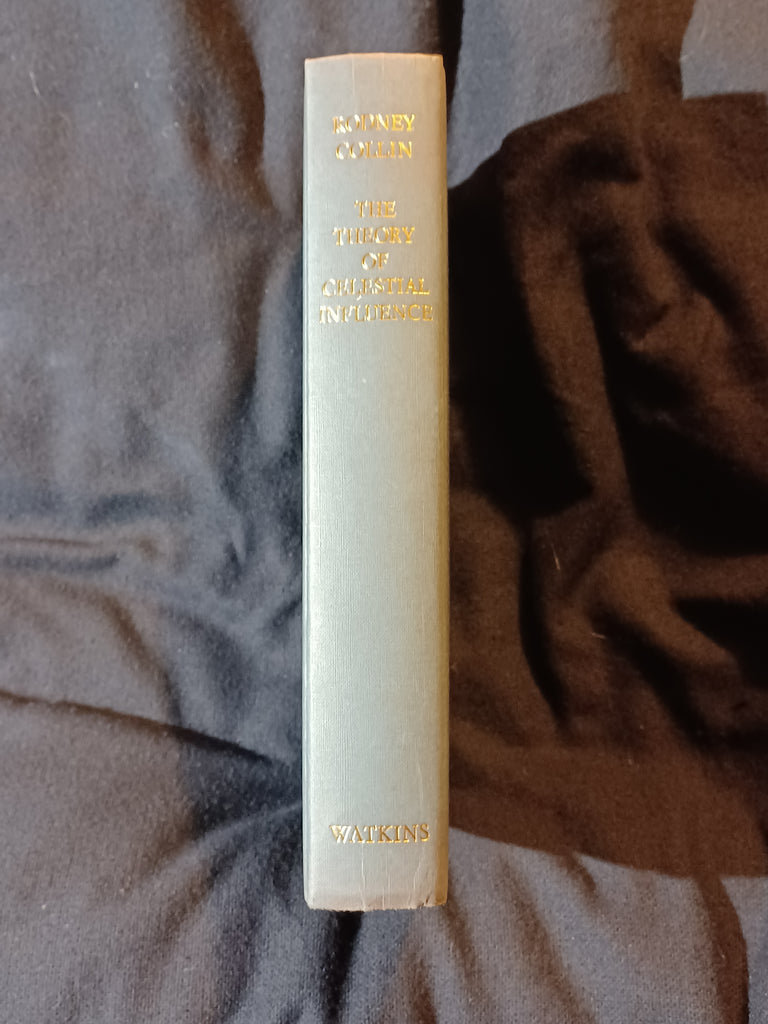 RODNEY
COLLIN
THE
THEORY
OF
CELESTIAL
INFLUENCE
WATKINS